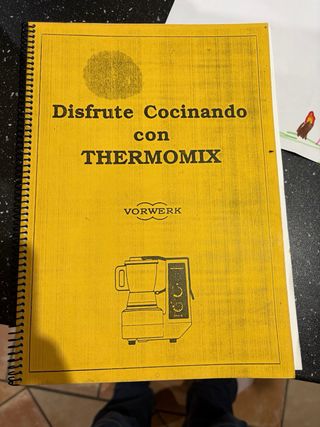 Disfrute Cocinando
con
THERMOMIX
VORWERK